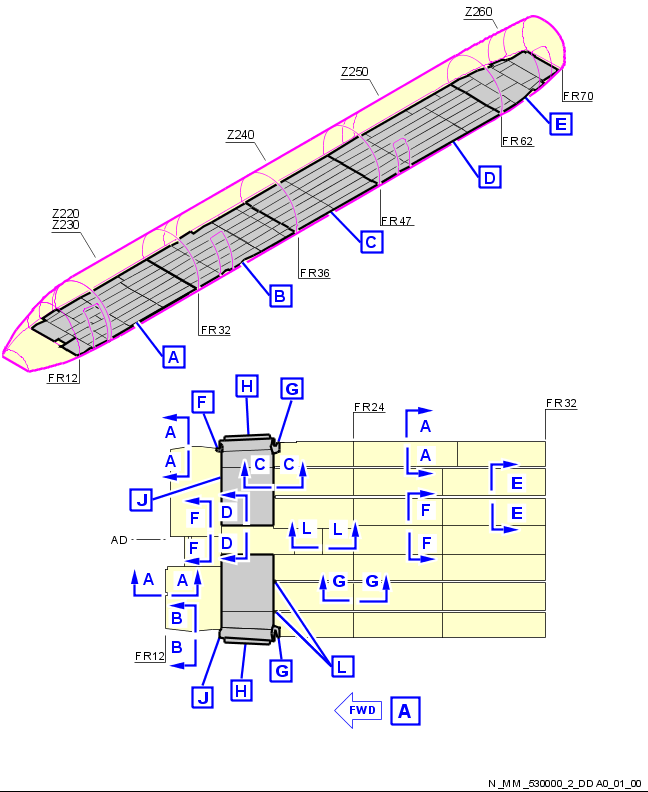 Z260
Z250
FR70
E
Z240
FR62
D
Z220
Z230
FR47
C
FR36
B
FR32
A
FR12
H
G
F
FR24
FR32
A
A
A
C
C
A
E
J
D
F
F
E
L
L
AD
F
D
F
A
A
G
G
B
B
FR12
L
G
J
H
FWD
A
N_MM_530000_2_DDA0_01_00